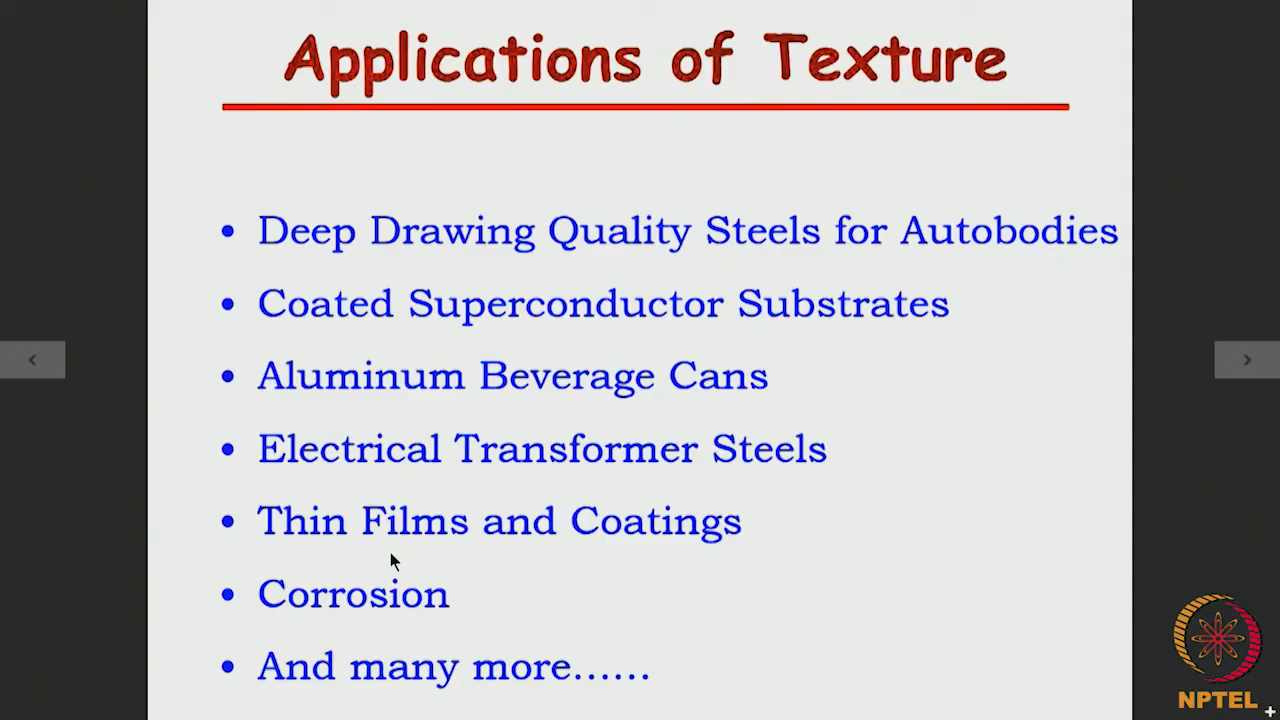 Applications of Texture
• Deep Drawing Quality Steels for Autobodies
• Coated Superconductor Substrates
• Aluminum Beverage Cans
• Electrical Transformer Steels
• Thin Films and Coatings
• Corrosion
• And many more……
NPTEL